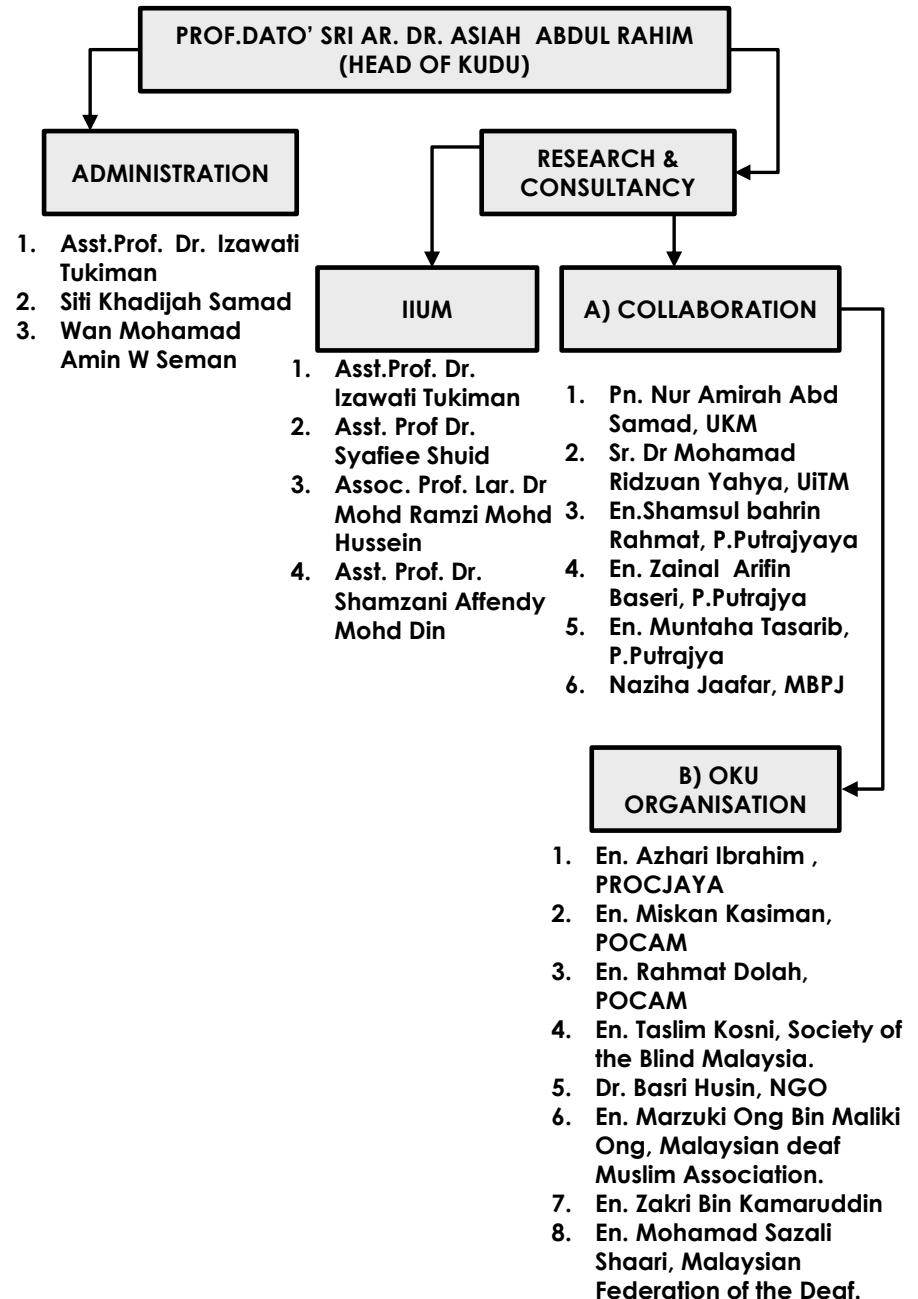 PROF.DATO' SRI AR. DR. ASIAH ABDUL RAHIM
(HEAD OF KUDU)
ADMINISTRATION
1. Asst.Prof. Dr. Izawati
Tukiman
2. Siti Khadijah Samad
3. Wan Mohamad
Amin W Seman
RESEARCH &
CONSULTANCY
IIUM
1. Asst.Prof. Dr.
Izawati Tukiman
2. Asst. Prof Dr.
Syafiee Shuid
3. Assoc. Prof. Lar. Dr
Mohd Ramzi Mohd
Hussein
4. Asst. Prof. Dr.
Shamzani Affendy
Mohd Din
A) COLLABORATION
1. Pn. Nur Amirah Abd
Samad, UKM
2. Sr. Dr Mohamad
Ridzuan Yahya, UiTM
3. En.Shamsul bahrin
Rahmat, P.Putrajyaya
4. En. Zainal Arifin
Baseri, P.Putrajya
5. En. Muntaha Tasarib,
P.Putrajya
6. Naziha Jaafar, MBPJ
B) OKU
ORGANISATION
1. En. Azhari Ibrahim ,
PROCJAYA
2. En. Miskan Kasiman,
POCAM
3. En. Rahmat Dolah,
POCAM
4. En. Taslim Kosni, Society of
the Blind Malaysia.
5. Dr. Basri Husin, NGO
6. En. Marzuki Ong Bin Maliki
Ong, Malaysian deaf
Muslim Association.
7. En. Zakri Bin Kamaruddin
8. En. Mohamad Sazali
Shaari, Malaysian
Federation of the Deaf.